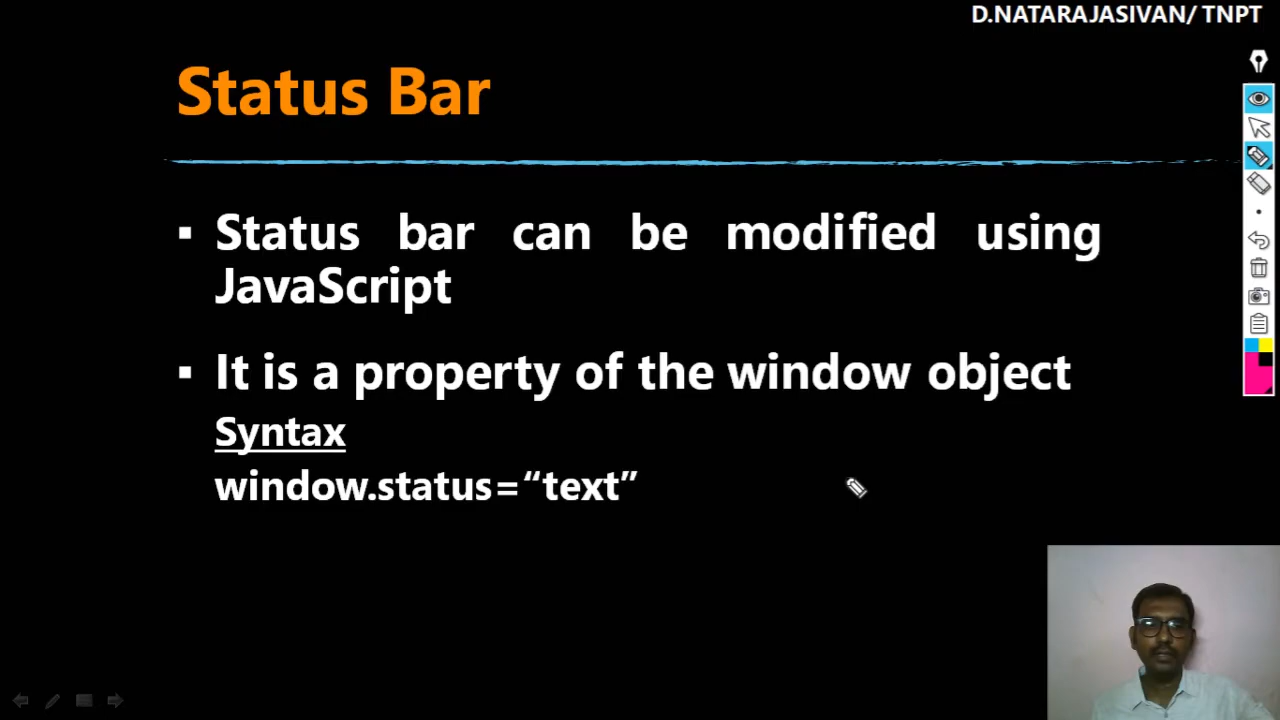 D.NATARAJASIVAN/ TNPT
Status Bar
▪ Status bar can be modified using
JavaScript
▪ It is a property of the window object
Syntax
window.status=“text”